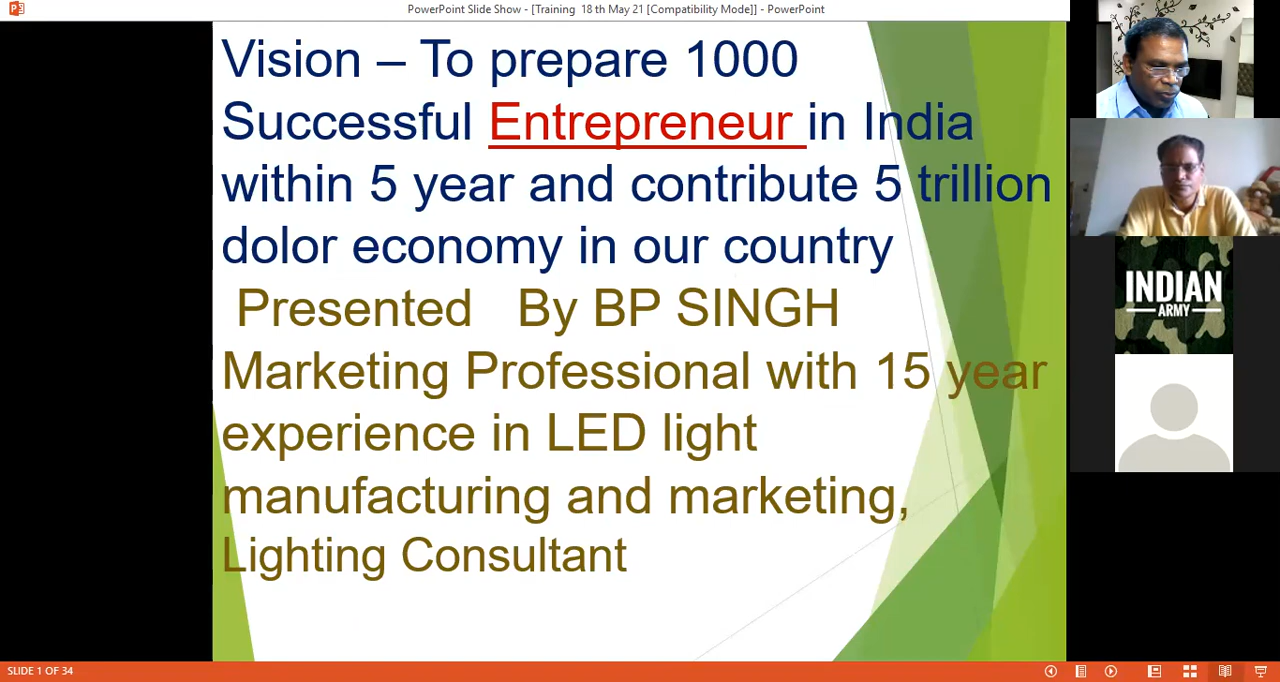 PowerPoint Slide Show - [Training 18 th May 21 [Compatibility Mode]] - PowerPoint
Vision – To prepare 1000
Successful Entrepreneur in India
within 5 year and contribute 5 trillion
dolor economy in our country
Presented By BP SINGH
Marketing Professional with 15 year
experience in LED light
manufacturing and marketing,
Lighting Consultant
INDIAN
ARMY
SLIDE 1 OF 34